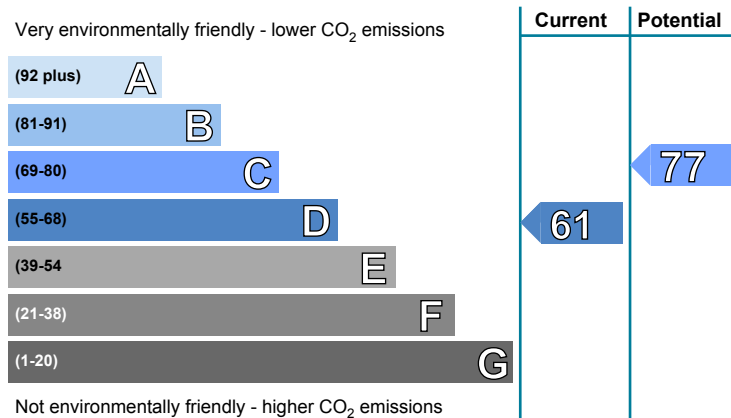 Very environmentally friendly - lower CO₂ emissions
Current
Potential
(92 plus) A
(81-91) B
(69-80) C
77
(55-68) D
61
(39-54 E
(21-38) F
(1-20) G
Not environmentally friendly - higher CO₂ emissions